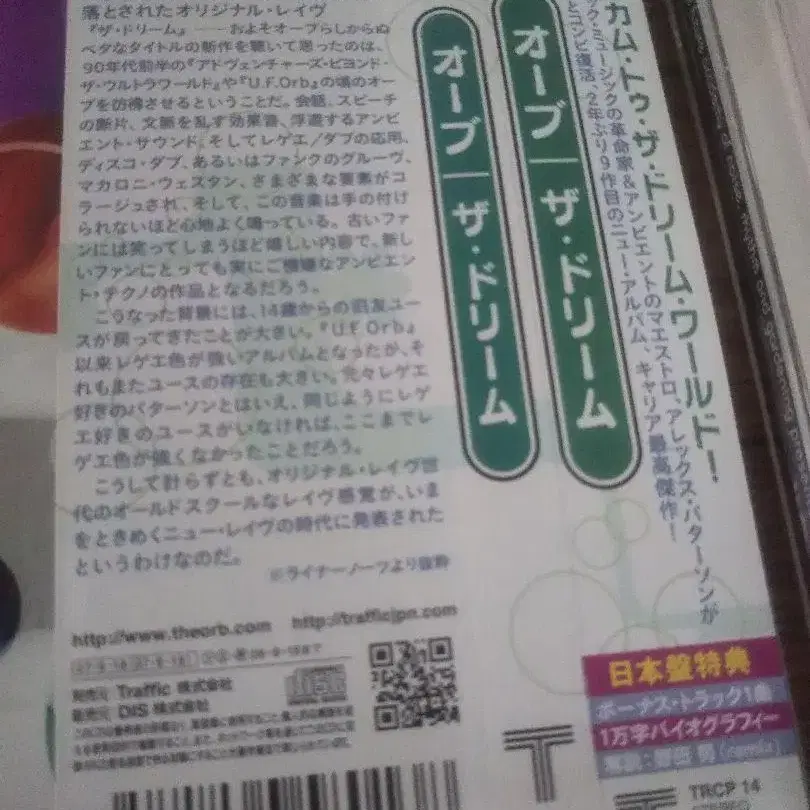 落とされたオリジナル・レイヴ
『ザ・ドリーム』——およそオーブらしからぬ
ベタなタイトルの新作を聴いて思ったのは、
90年代前半の『アドヴェンチャーズ・ビヨンド・
ザ・ウルトラワールド』や『U.F.Orb』の頃のオー
ブを彷彿させるということだ。会話、スピーチ
の断片、文脈を乱す効果音、浮遊するアンビ
エント・サウンド、そしてレゲエ/ダブの応用、
ディスコ・ダブ、あるいはファンクのグルーヴ、
マカロニ・ウェスタン、さまざまな要素がコ
ラージュされ、そして、この音楽は手の付け
られないほど心地よく鳴っている。古いファ
ンには笑ってしまうほど嬉しい内容で、新し
いファンにとっても実にご機嫌なアンビエン
ト・テクノの作品となるだろう。
こうなった背景には、14歳からの旧友ユー
スが戻ってきたことが大きい。『U.F.Orb』
以来レゲエ色が強いアルバムとなったが、そ
れもまたユースの存在も大きい。元々レゲエ
好きのパターソンとはいえ、同じようにレゲ
エ好きのユースがいなければ、ここまでレ
ゲエ色が強くなかったことだろう。
こうして計らずとも、オリジナル・レイヴ世
代のオールドスクールなレイヴ感覚が、いま
をときめくニュー・レイヴの時代に発表された
というわけなのだ。
※ライナーノーツより抜粋
http://www.theorb.com http://trafficjpn.com
発売元 Traffic 株式会社
販売元 DIS 株式会社
オーブ | ザ・ドリーム
オーブ | ザ・ドリーム
カム・トゥ・ザ・ドリーム・ワールド!
ック・ミュージックの革命家&アンビエントのマエストロ、アレックス・パターソンが
とコンビ復活、2年ぶり9作目のニュー・アルバム、キャリア最高傑作!
日本盤特典
ボーナス・トラック1曲
1万字バイオグラフィー
解説:
T
TRCP 14